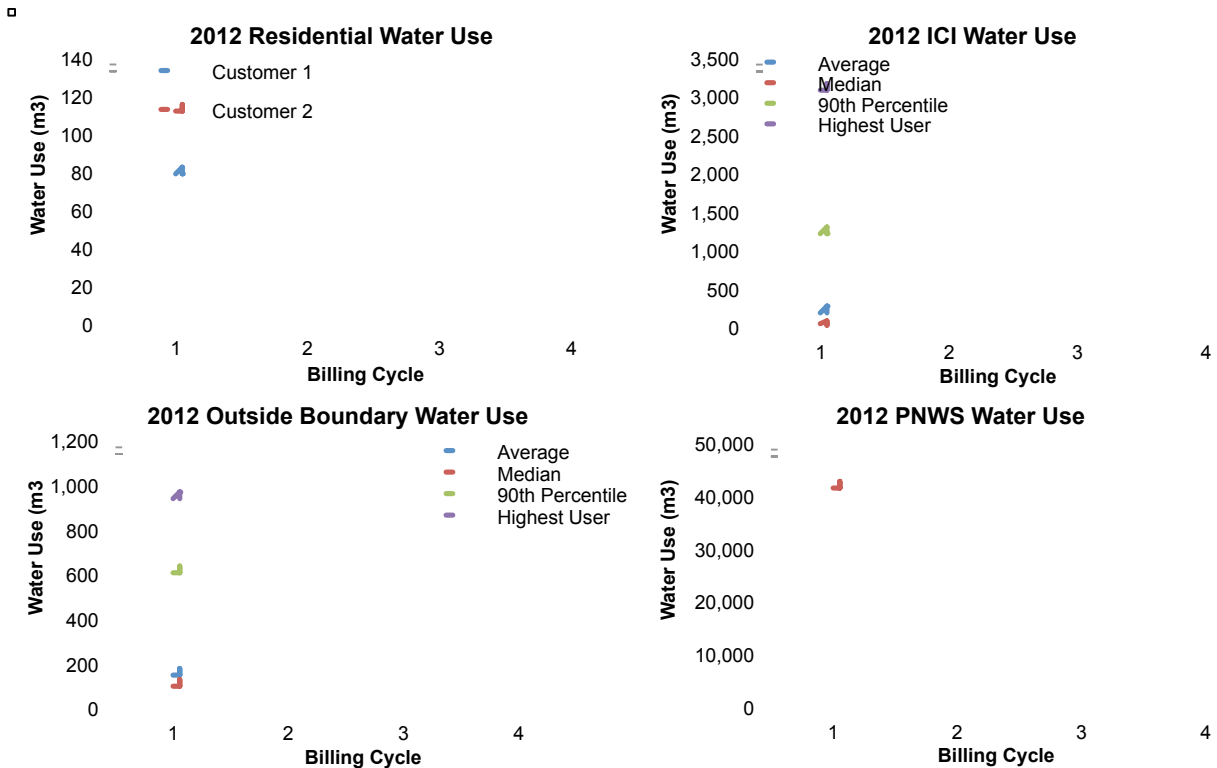 2012 Residential Water Use
140
120
100
80
60
40
20
0
Water Use (m3)
Customer 1
Customer 2
1 2 3 4
Billing Cycle
2012 ICI Water Use
3,500
3,000
2,500
2,000
1,500
1,000
500
0
Water Use (m3)
Average
Median
90th Percentile
Highest User
1 2 3 4
Billing Cycle
2012 Outside Boundary Water Use
1,200
1,000
800
600
400
200
0
Water Use (m3
Average
Median
90th Percentile
Highest User
1 2 3 4
Billing Cycle
2012 PNWS Water Use
50,000
40,000
30,000
20,000
10,000
0
Water Use (m3)
1 2 3 4
Billing Cycle